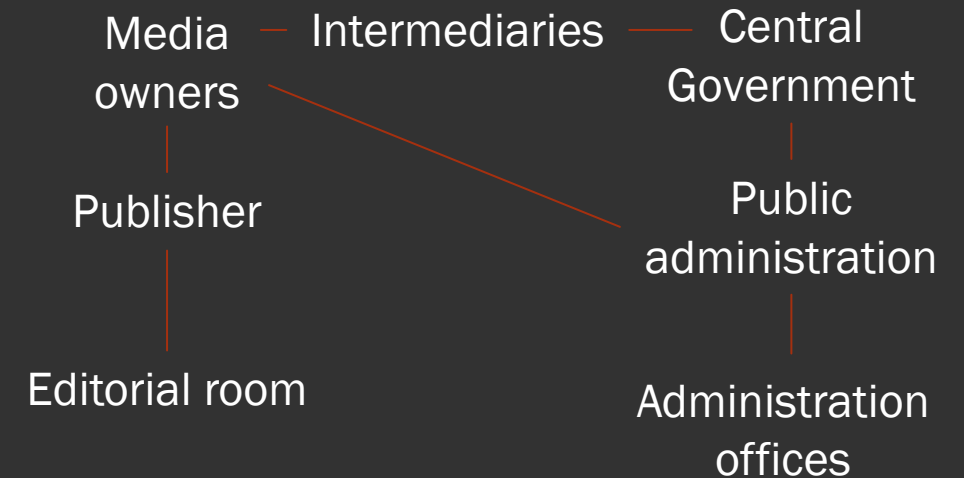 Media
owners
Intermediaries
Central
Government
Publisher
Public
administration
Editorial room
Administration
offices